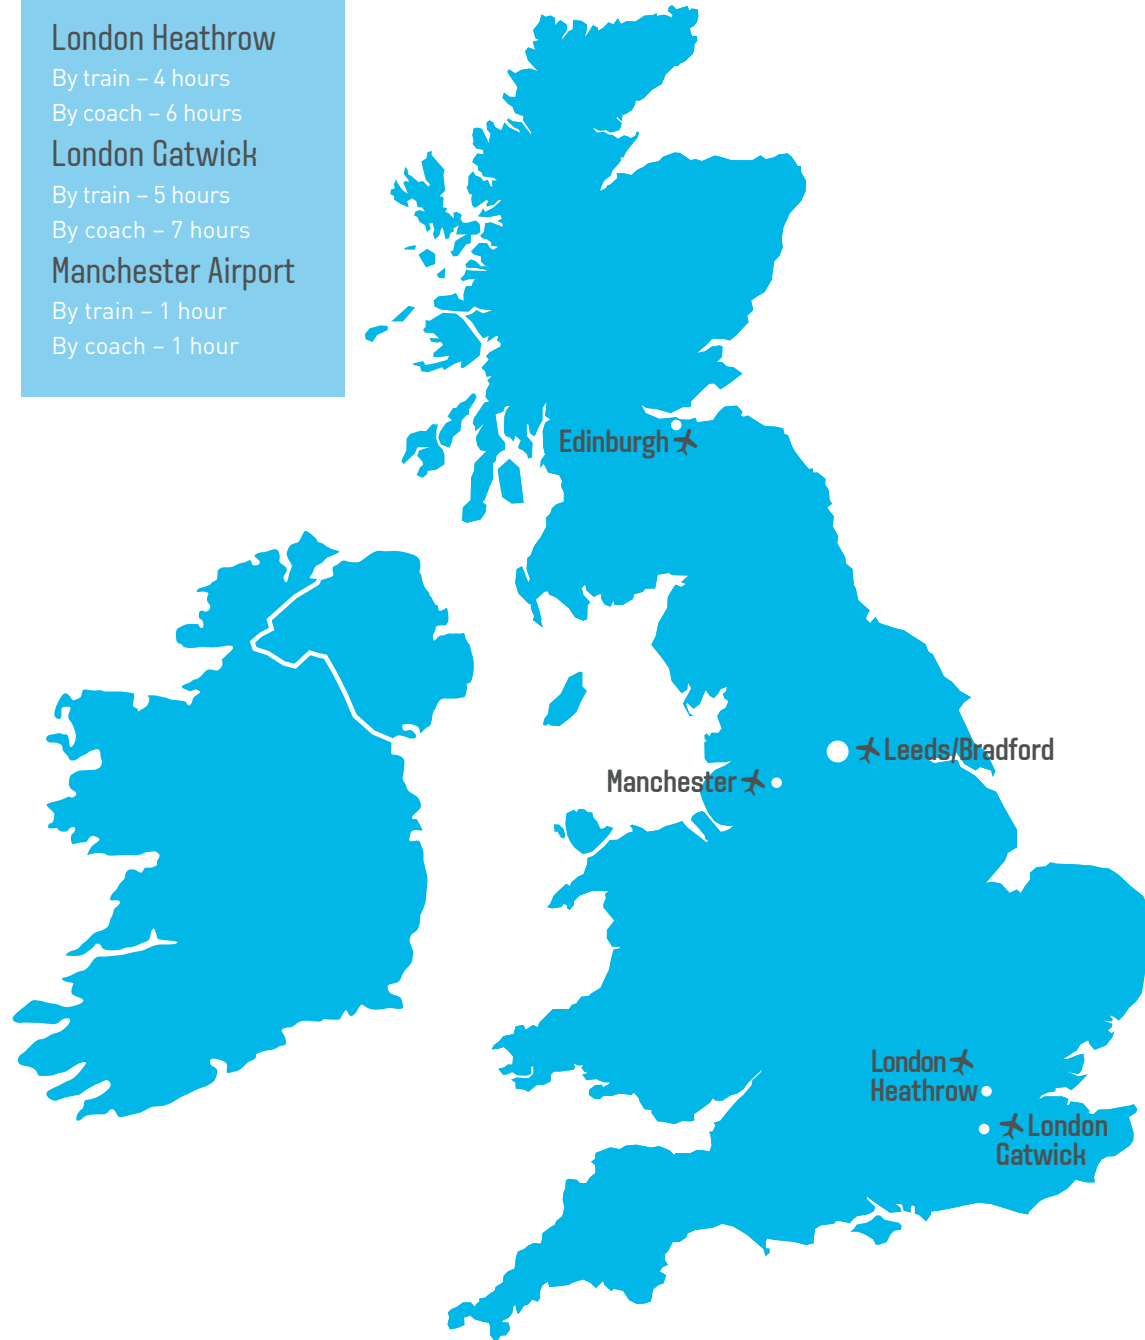 London Heathrow
By train – 4 hours
By coach – 6 hours
London Gatwick
By train – 5 hours
By coach – 7 hours
Manchester Airport
By train – 1 hour
By coach – 1 hour
Edinburgh
Leeds/Bradford
Manchester
London
Heathrow
London
Gatwick